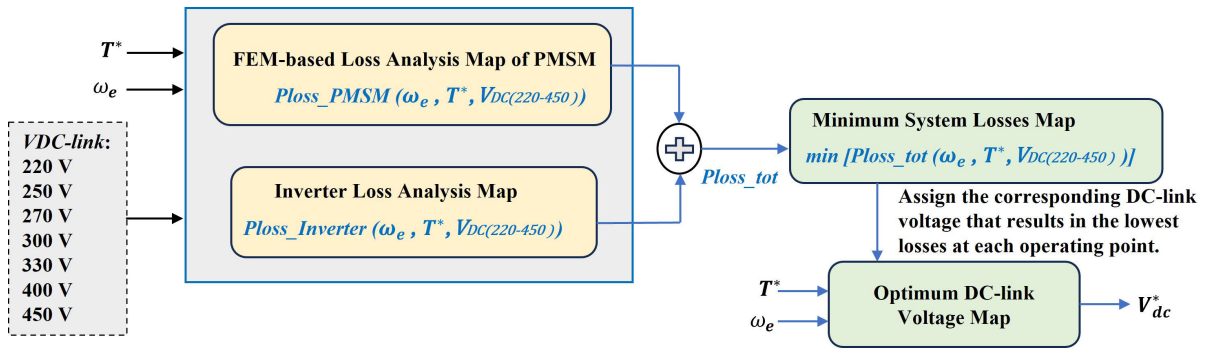 T*
ωₑ
VDC-link:
220 V
250 V
270 V
300 V
330 V
400 V
450 V
FEM-based Loss Analysis Map of PMSM
Ploss_PMSM (ωₑ , T*, VDC(220-450 ))
Inverter Loss Analysis Map
Ploss_Inverter (ωₑ , T*, VDC(220-450 ))
Ploss_tot
Minimum System Losses Map
min [Ploss_tot (ωₑ , T*, VDC(220-450 ) )]
Assign the corresponding DC-link
voltage that results in the lowest
losses at each operating point.
T*
ωₑ
Optimum DC-link
Voltage Map
V*dc